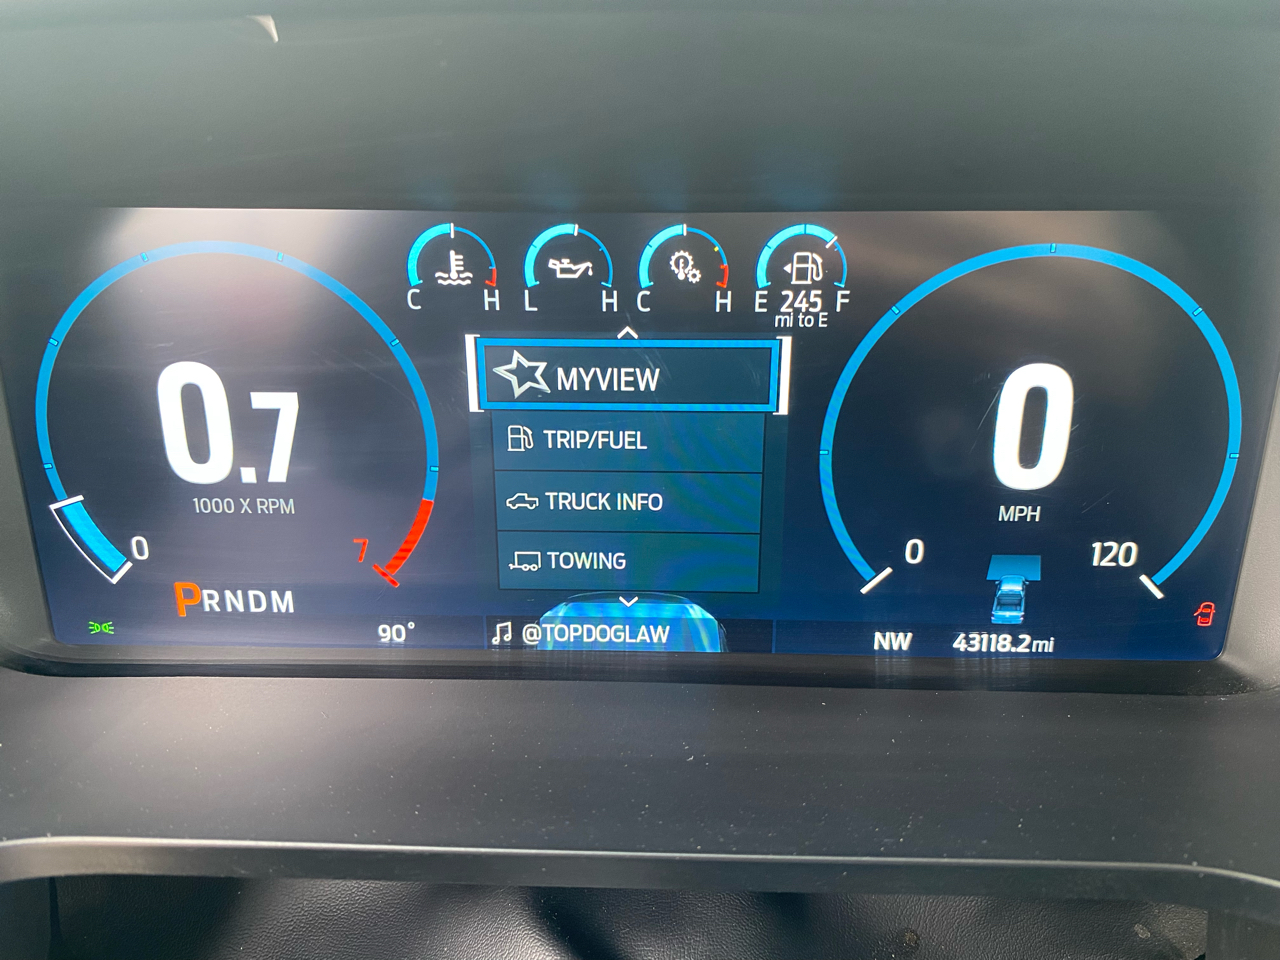 C H
L H
C H
E 245 F
mi to E
0.7
1000 X RPM
0
7
PRNDM
90°
MYVIEW
TRIP/FUEL
TRUCK INFO
TOWING
@TOPDOGLAW
0
MPH
0
120
NW
43118.2mi